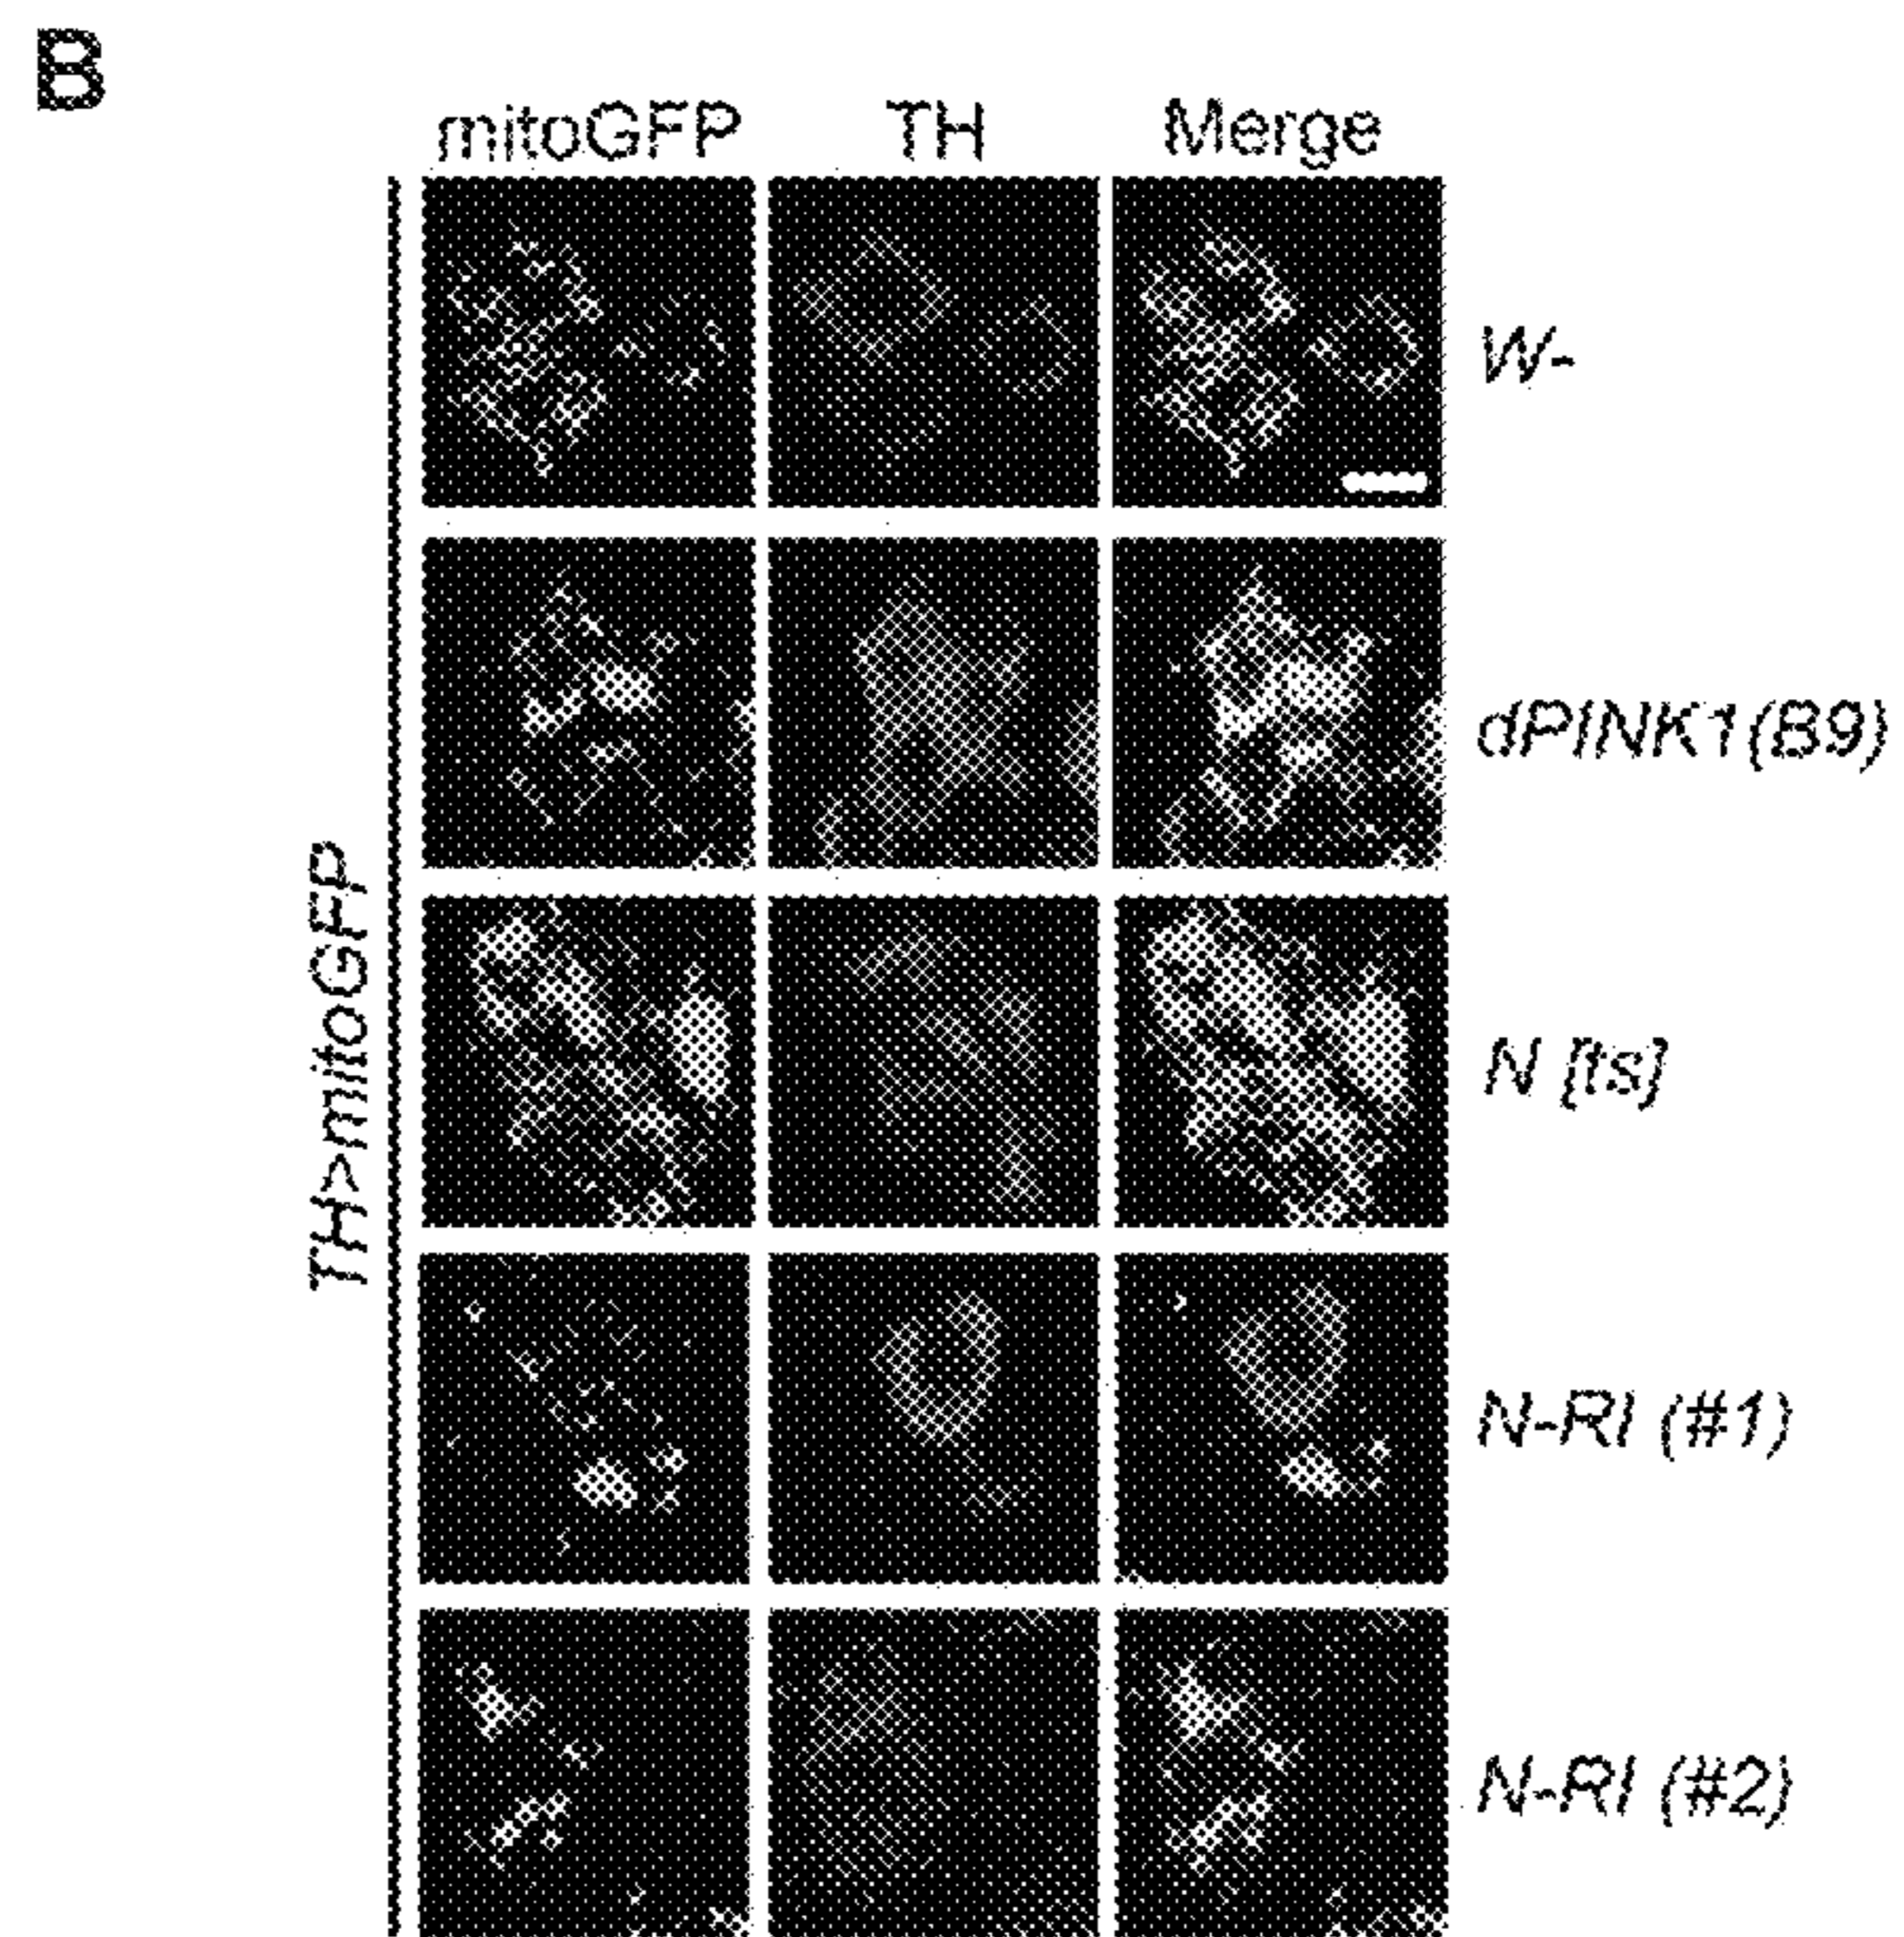 B
mitoGFP TH Merge
W-
dPINK1(B9)
TH>mitoGFP
N [ts]
N-RI (#1)
N-RI (#2)